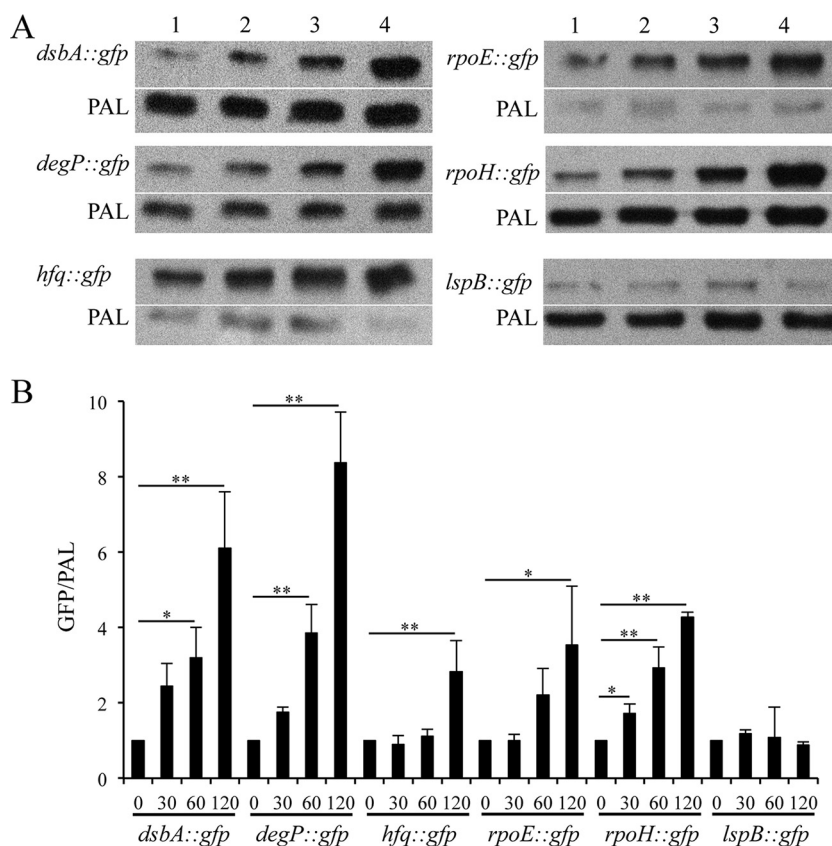 A
1 2 3 4
dsbA::gfp
PAL
degP::gfp
PAL
hfq::gfp
PAL
1 2 3 4
rpoE::gfp
PAL
rpoH::gfp
PAL
lspB::gfp
PAL
B
GFP/PAL
10
8
6
4
2
0
**
*
**
**
**
*
**
**
*
0 30 60 120 0 30 60 120 0 30 60 120 0 30 60 120 0 30 60 120 0 30 60 120
dsbA::gfp degP::gfp hfq::gfp rpoE::gfp rpoH::gfp lspB::gfp